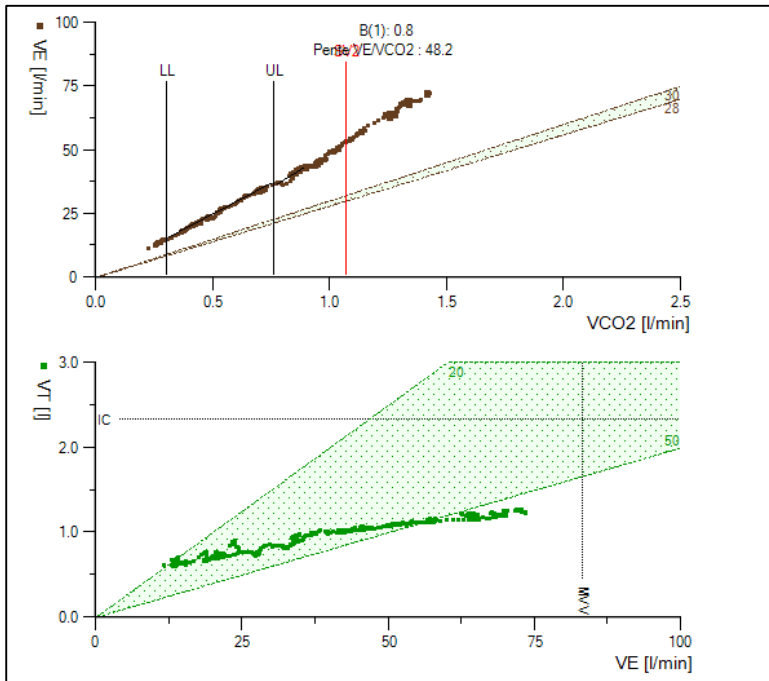 B(1): 0.8
Pente VE/VCO2 : 48.2
SV2
LL
UL
VE [l/min]
100
75
50
25
0
30
28
0.0 0.5 1.0 1.5 2.0 2.5
VCO2 [l/min]
VT [l]
3.0
2.0
1.0
0.0
20
IC
50
MVV
0 25 50 75 100
VE [l/min]